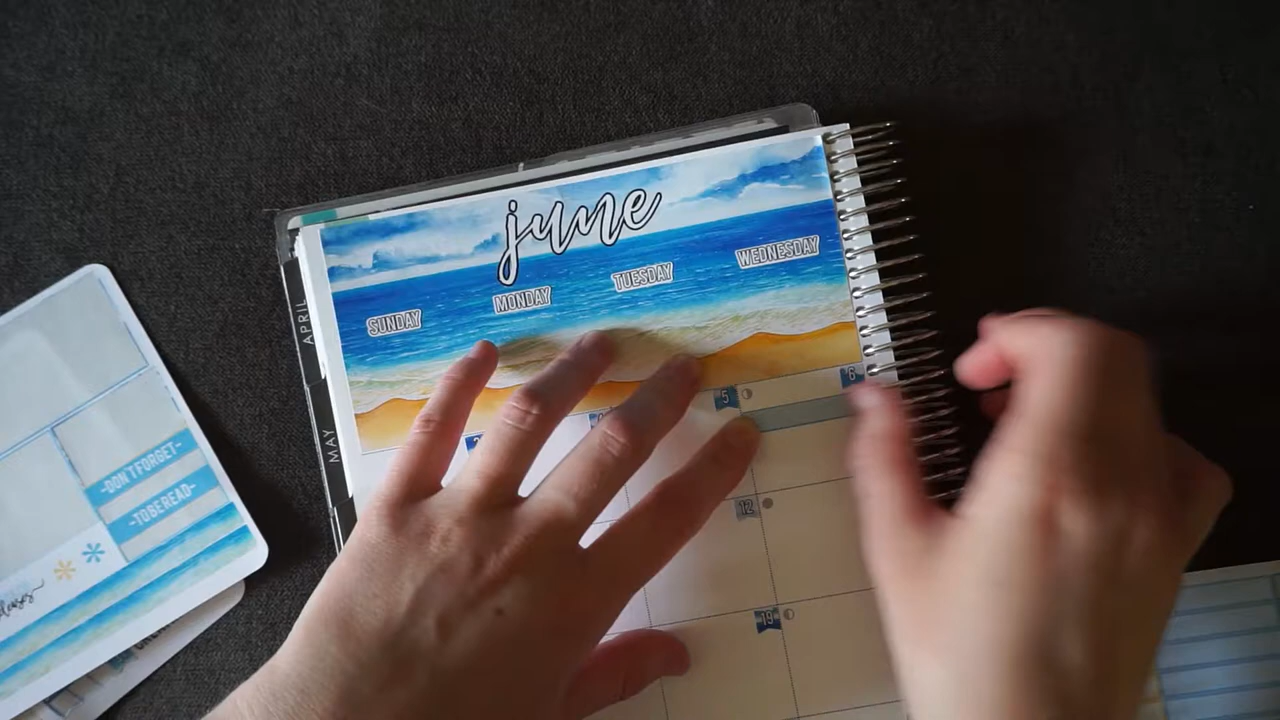 june
SUNDAY
MONDAY
TUESDAY
WEDNESDAY
APRIL
MAY
5
6
12
19
-DON'T FORGET-
-TO BE READ-